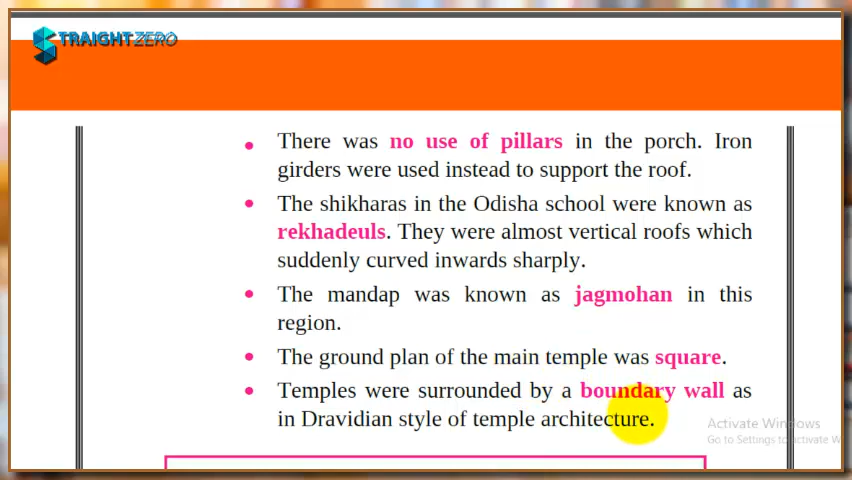 STRAIGHTZERO
• There was no use of pillars in the porch. Iron
girders were used instead to support the roof.
• The shikharas in the Odisha school were known as
rekhadeuls. They were almost vertical roofs which
suddenly curved inwards sharply.
• The mandap was known as jagmohan in this
region.
• The ground plan of the main temple was square.
• Temples were surrounded by a boundary wall as
in Dravidian style of temple architecture.
Activate Windows
Go to Settings to activate W